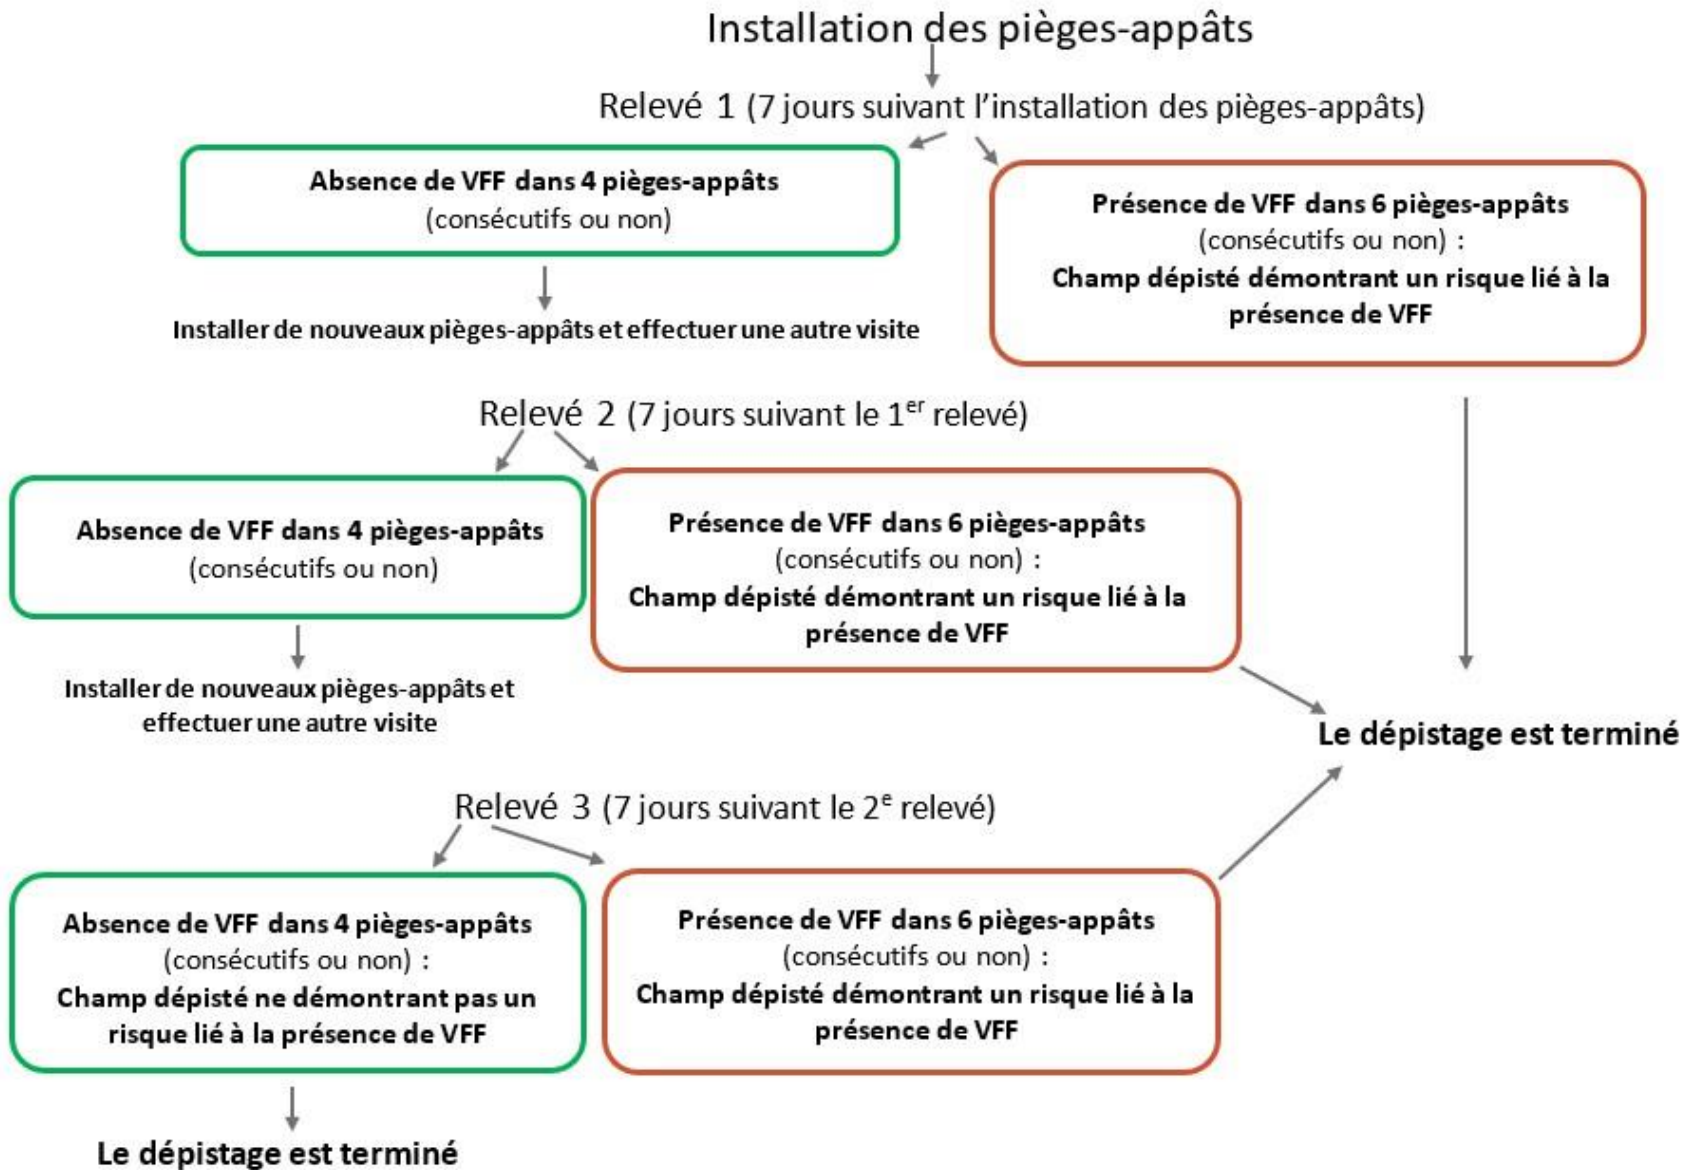 Installation des pièges-appâts
Relevé 1 (7 jours suivant l'installation des pièges-appâts)
Absence de VFF dans 4 pièges-appâts
(consécutifs ou non)
Présence de VFF dans 6 pièges-appâts
(consécutifs ou non) :
Champ dépisté démontrant un risque lié à la
présence de VFF
Installer de nouveaux pièges-appâts et effectuer une autre visite
Relevé 2 (7 jours suivant le 1er relevé)
Absence de VFF dans 4 pièges-appâts
(consécutifs ou non)
Présence de VFF dans 6 pièges-appâts
(consécutifs ou non) :
Champ dépisté démontrant un risque lié à la
présence de VFF
Installer de nouveaux pièges-appâts et
effectuer une autre visite
Le dépistage est terminé
Relevé 3 (7 jours suivant le 2e relevé)
Absence de VFF dans 4 pièges-appâts
(consécutifs ou non) :
Champ dépisté ne démontrant pas un
risque lié à la présence de VFF
Présence de VFF dans 6 pièges-appâts
(consécutifs ou non) :
Champ dépisté démontrant un risque lié à la
présence de VFF
Le dépistage est terminé